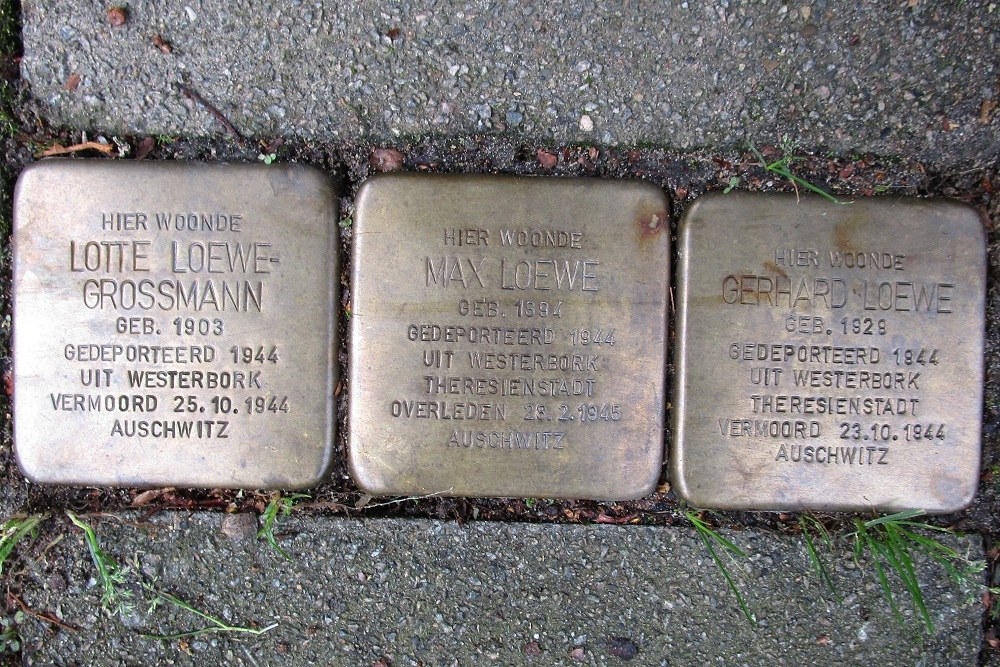 HIER WOONDE
LOTTE LOEWE-
GROSSMANN
GEB. 1903
GEDEPORTEERD 1944
UIT WESTERBORK
VERMOORD 25.10.1944
AUSCHWITZ
HIER WOONDE
MAX LOEWE
GEB. 1894
GEDEPORTEERD 1944
UIT WESTERBORK
THERESIENSTADT
OVERLEDEN 28.2.1945
AUSCHWITZ
HIER WOONDE
GERHARD LOEWE
GEB. 1929
GEDEPORTEERD 1944
UIT WESTERBORK
THERESIENSTADT
VERMOORD 23.10.1944
AUSCHWITZ